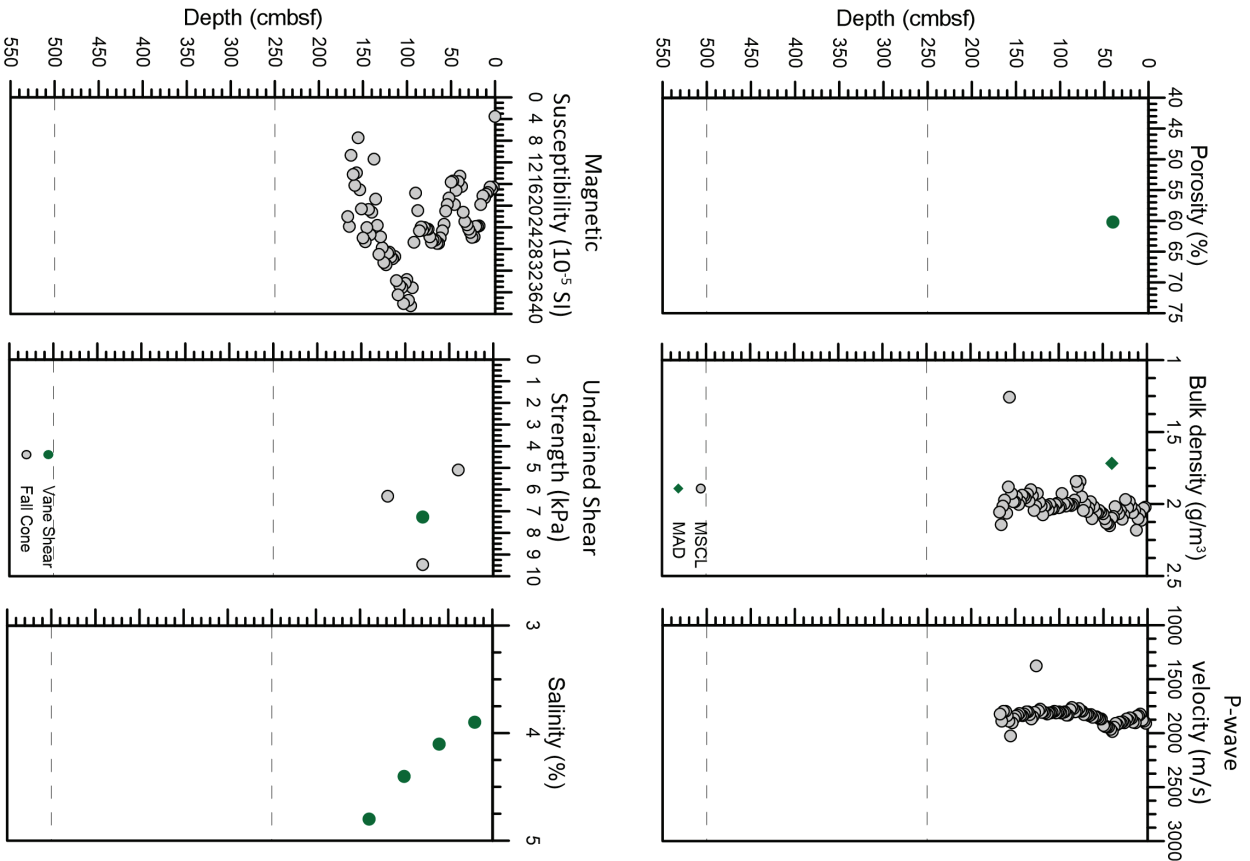 Porosity (%)
40 45 50 55 60 65 70 75
Depth (cmbsf)
0
50
100
150
200
250
300
350
400
450
500
550
Bulk density (g/m³)
1 1.5 2 2.5
MSCL
MAD
P-wave
velocity (m/s)
1000 1500 2000 2500 3000
Magnetic
Susceptibility (10⁻⁵ SI)
0 4 8 12 16 20 24 28 32 36 40
Depth (cmbsf)
0
50
100
150
200
250
300
350
400
450
500
550
Undrained Shear
Strength (kPa)
0 1 2 3 4 5 6 7 8 9 10
Vane Shear
Fall Cone
Salinity (%)
3 4 5